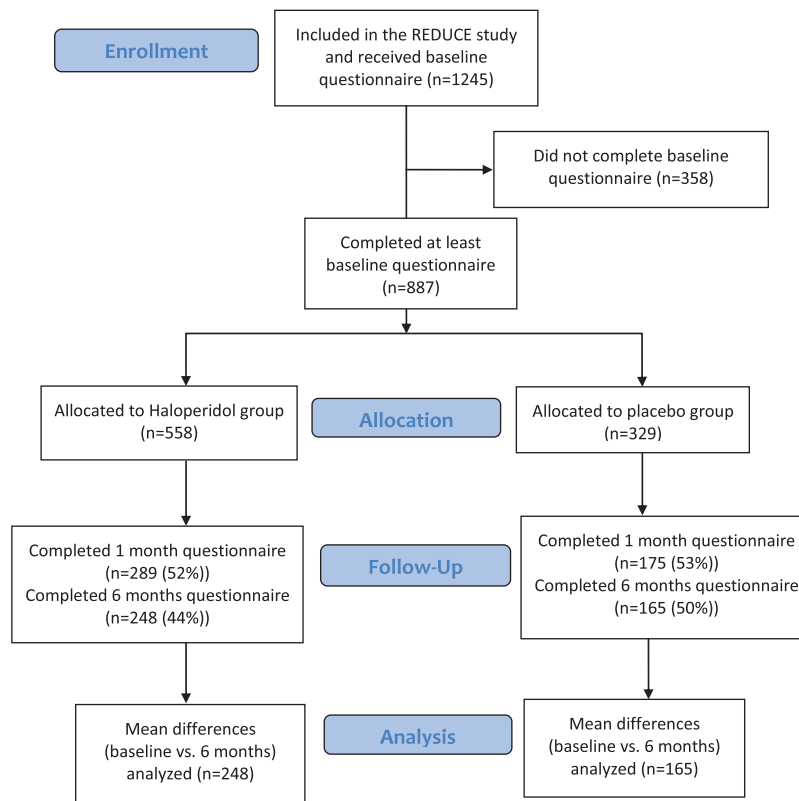 Enrollment
Included in the REDUCE study
and received baseline
questionnaire (n=1245)
Did not complete baseline
questionnaire (n=358)
Completed at least
baseline questionnaire
(n=887)
Allocated to Haloperidol group
(n=558)
Allocation
Allocated to placebo group
(n=329)
Completed 1 month questionnaire
(n=289 (52%))
Completed 6 months questionnaire
(n=248 (44%))
Follow-Up
Completed 1 month questionnaire
(n=175 (53%))
Completed 6 months questionnaire
(n=165 (50%))
Mean differences
(baseline vs. 6 months)
analyzed (n=248)
Analysis
Mean differences
(baseline vs. 6 months)
analyzed (n=165)